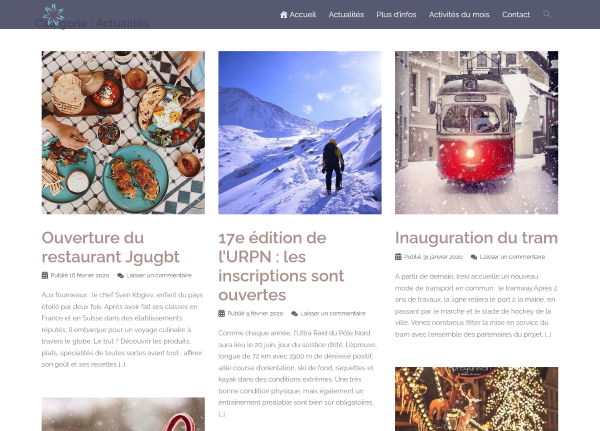 Accueil Actualités Plus d'infos Activités du mois Contact
Catégorie : Actualités
Ouverture du
restaurant Jgugbt
Publié 16 février 2020 Laisser un commentaire
Aux fourneaux : le chef Sven Kbgivv, enfant du pays
étoilé par deux fois. Après avoir fait ses classes en
France et en Suisse dans des établissements
réputés, il embarque pour un voyage culinaire à
travers le globe. Le but ? Découvrir les produits,
plats, spécialités de toutes sortes avant tout ; affiner
son goût et ses recettes [...]
17e édition de
l'URPN : les
inscriptions sont
ouvertes
Publié 9 février 2020 Laisser un commentaire
Comme chaque année, l'Ultra Raid du Pôle Nord
aura lieu le 20 juin, jour du solstice d'été. L'épreuve,
longue de 72 km avec 1900 m de dénivelé positif,
allie course d'orientation, ski de fond, raquettes et
kayak dans des conditions extrêmes. Une très
bonne condition physique, mais également un
entraînement préalable sont bien sûr obligatoires.
[...]
Inauguration du tram
Publié 31 janvier 2020 Laisser un commentaire
A partir de demain, Ireki accueille un nouveau
mode de transport en commun : le tramway.Après 2
ans de travaux, la ligne reliera le port à la mairie, en
passant par le marché et le stade de hockey de la
ville. Venez nombreux fêter la mise en service du
tram avec l'ensemble des partenaires du projet. [...]